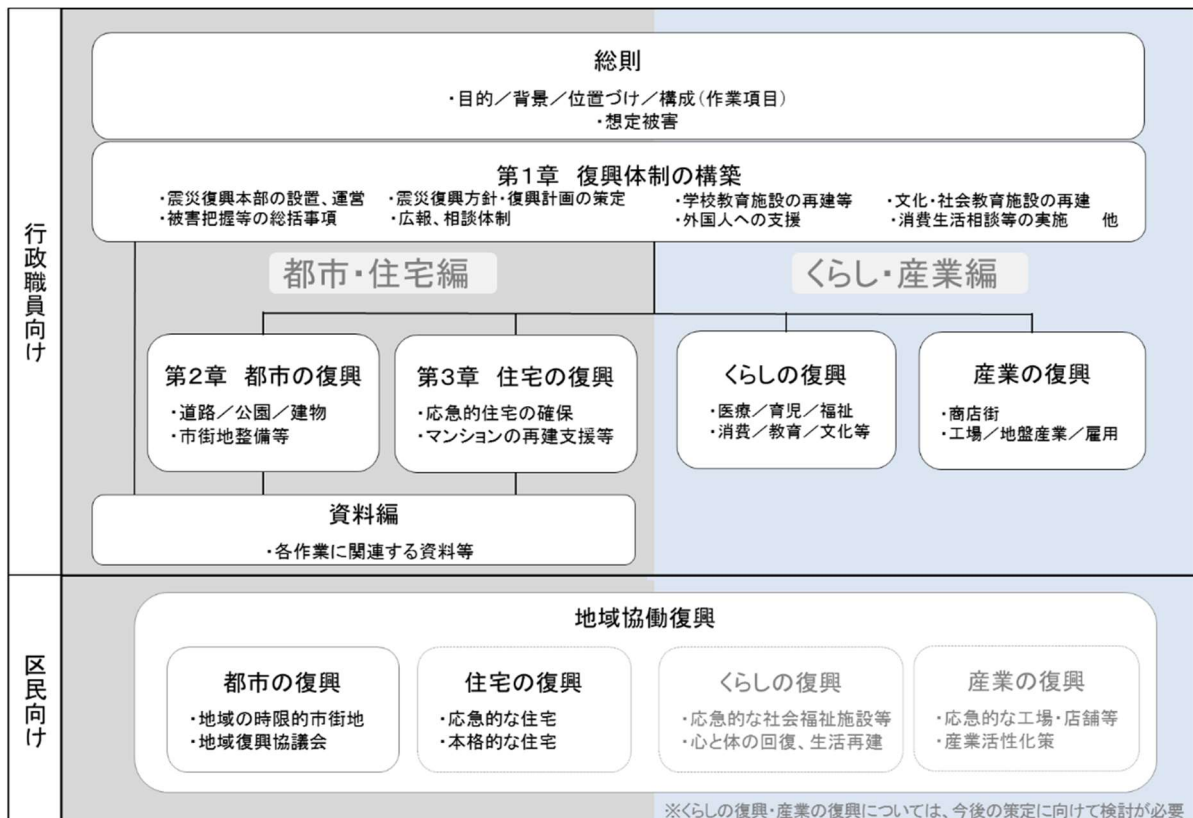 行政職員向け
総則
・目的／背景／位置づけ／構成（作業項目）
・想定被害
第1章 復興体制の構築
・震災復興本部の設置、運営
・被害把握等の総括事項
・震災復興方針・復興計画の策定
・広報、相談体制
・学校教育施設の再建等
・外国人への支援
・文化・社会教育施設の再建
・消費生活相談等の実施 他
都市・住宅編
くらし・産業編
第2章 都市の復興
・道路／公園／建物
・市街地整備等
第3章 住宅の復興
・応急的住宅の確保
・マンションの再建支援等
くらしの復興
・医療／育児／福祉
・消費／教育／文化等
産業の復興
・商店街
・工場／地盤産業／雇用
資料編
・各作業に関連する資料等
区民向け
地域協働復興
都市の復興
・地域の時限的市街地
・地域復興協議会
住宅の復興
・応急的な住宅
・本格的な住宅
くらしの復興
・応急的な社会福祉施設等
・心と体の回復、生活再建
産業の復興
・応急的な工場・店舗等
・産業活性化策
※くらしの復興・産業の復興については、今後の策定に向けて検討が必要